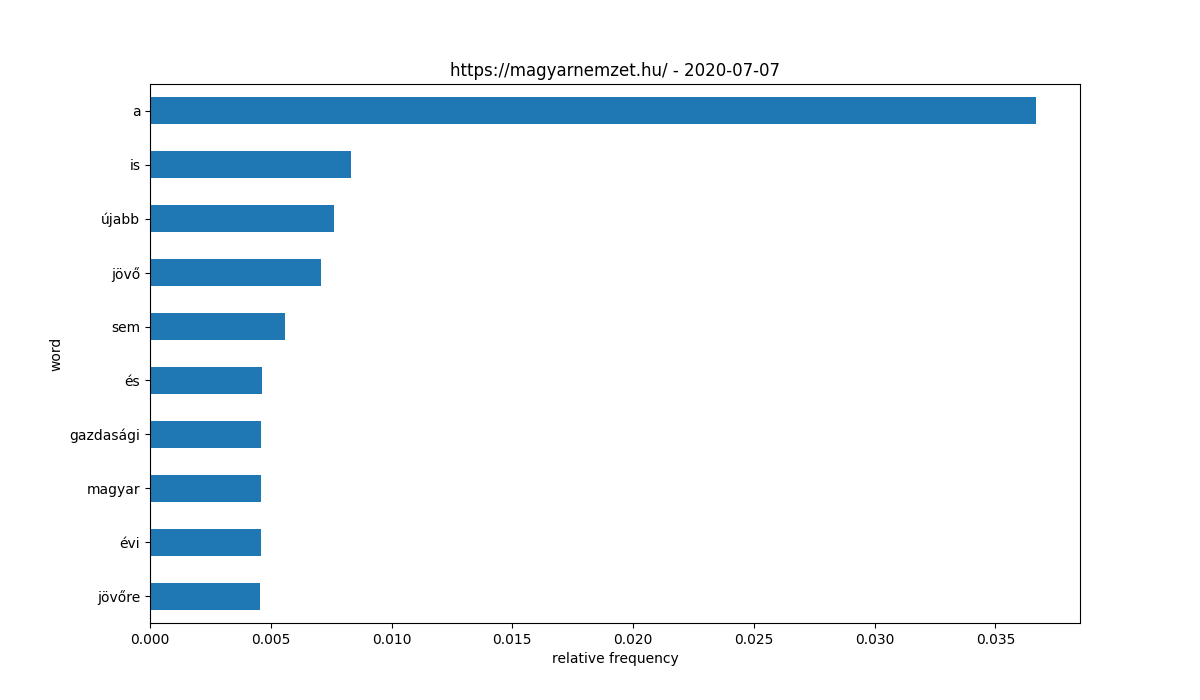 https://magyarnemzet.hu/ - 2020-07-07
a
is
újabb
jövő
sem
és
gazdasági
magyar
évi
jövőre
word
0.000 0.005 0.010 0.015 0.020 0.025 0.030 0.035
relative frequency